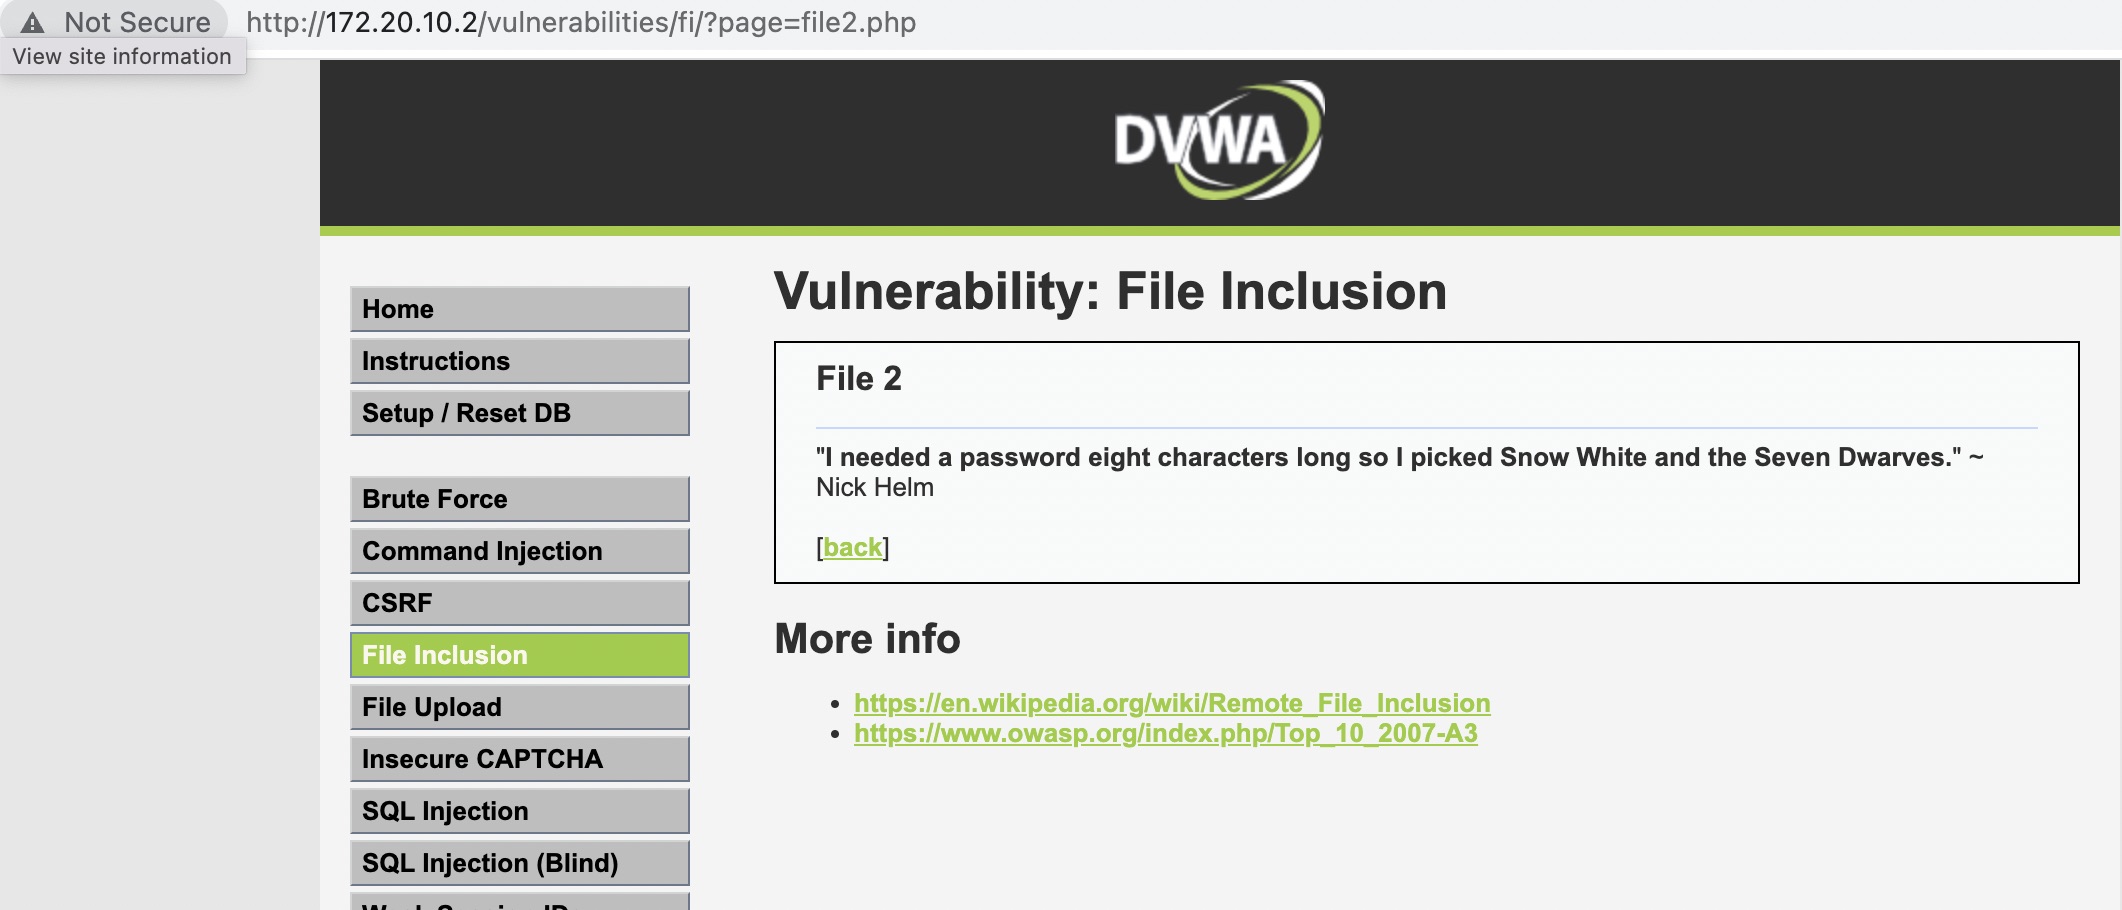 Not Secure http://172.20.10.2/vulnerabilities/fi/?page=file2.php
View site information
DVWA
Home
Instructions
Setup / Reset DB
Brute Force
Command Injection
CSRF
File Inclusion
File Upload
Insecure CAPTCHA
SQL Injection
SQL Injection (Blind)
Vulnerability: File Inclusion
File 2
"I needed a password eight characters long so I picked Snow White and the Seven Dwarves." ~
Nick Helm
[back]
More info
https://en.wikipedia.org/wiki/Remote_File_Inclusion
https://www.owasp.org/index.php/Top_10_2007-A3